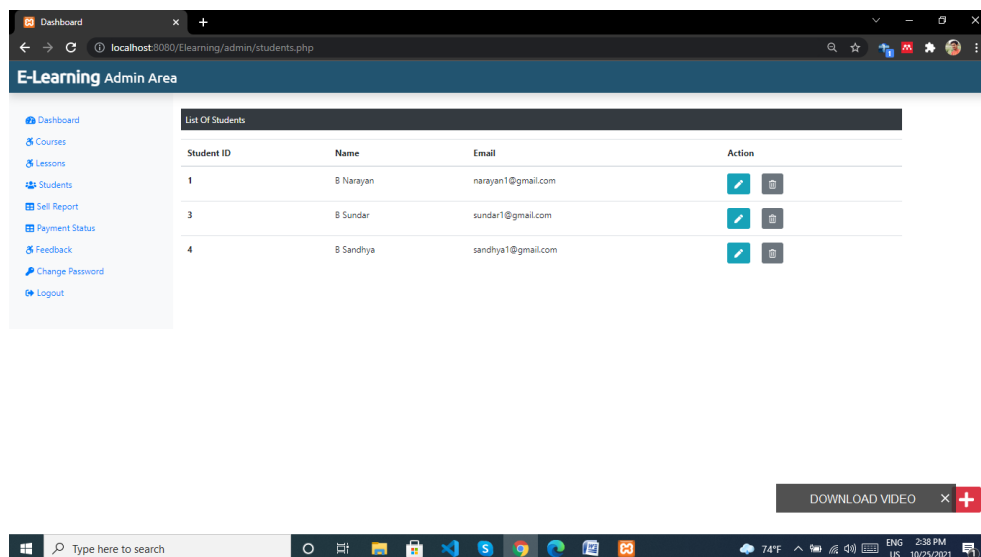 Dashboard
localhost:8080/Elearning/admin/students.php
E-Learning Admin Area
Dashboard
Courses
Lessons
Students
Sell Report
Payment Status
Feedback
Change Password
Logout
List Of Students
Student ID Name Email Action
1 B Narayan narayan1@gmail.com
3 B Sundar sundar1@gmail.com
4 B Sandhya sandhya1@gmail.com
DOWNLOAD VIDEO
Type here to search
74°F
ENG 2:38 PM
US 10/25/2021